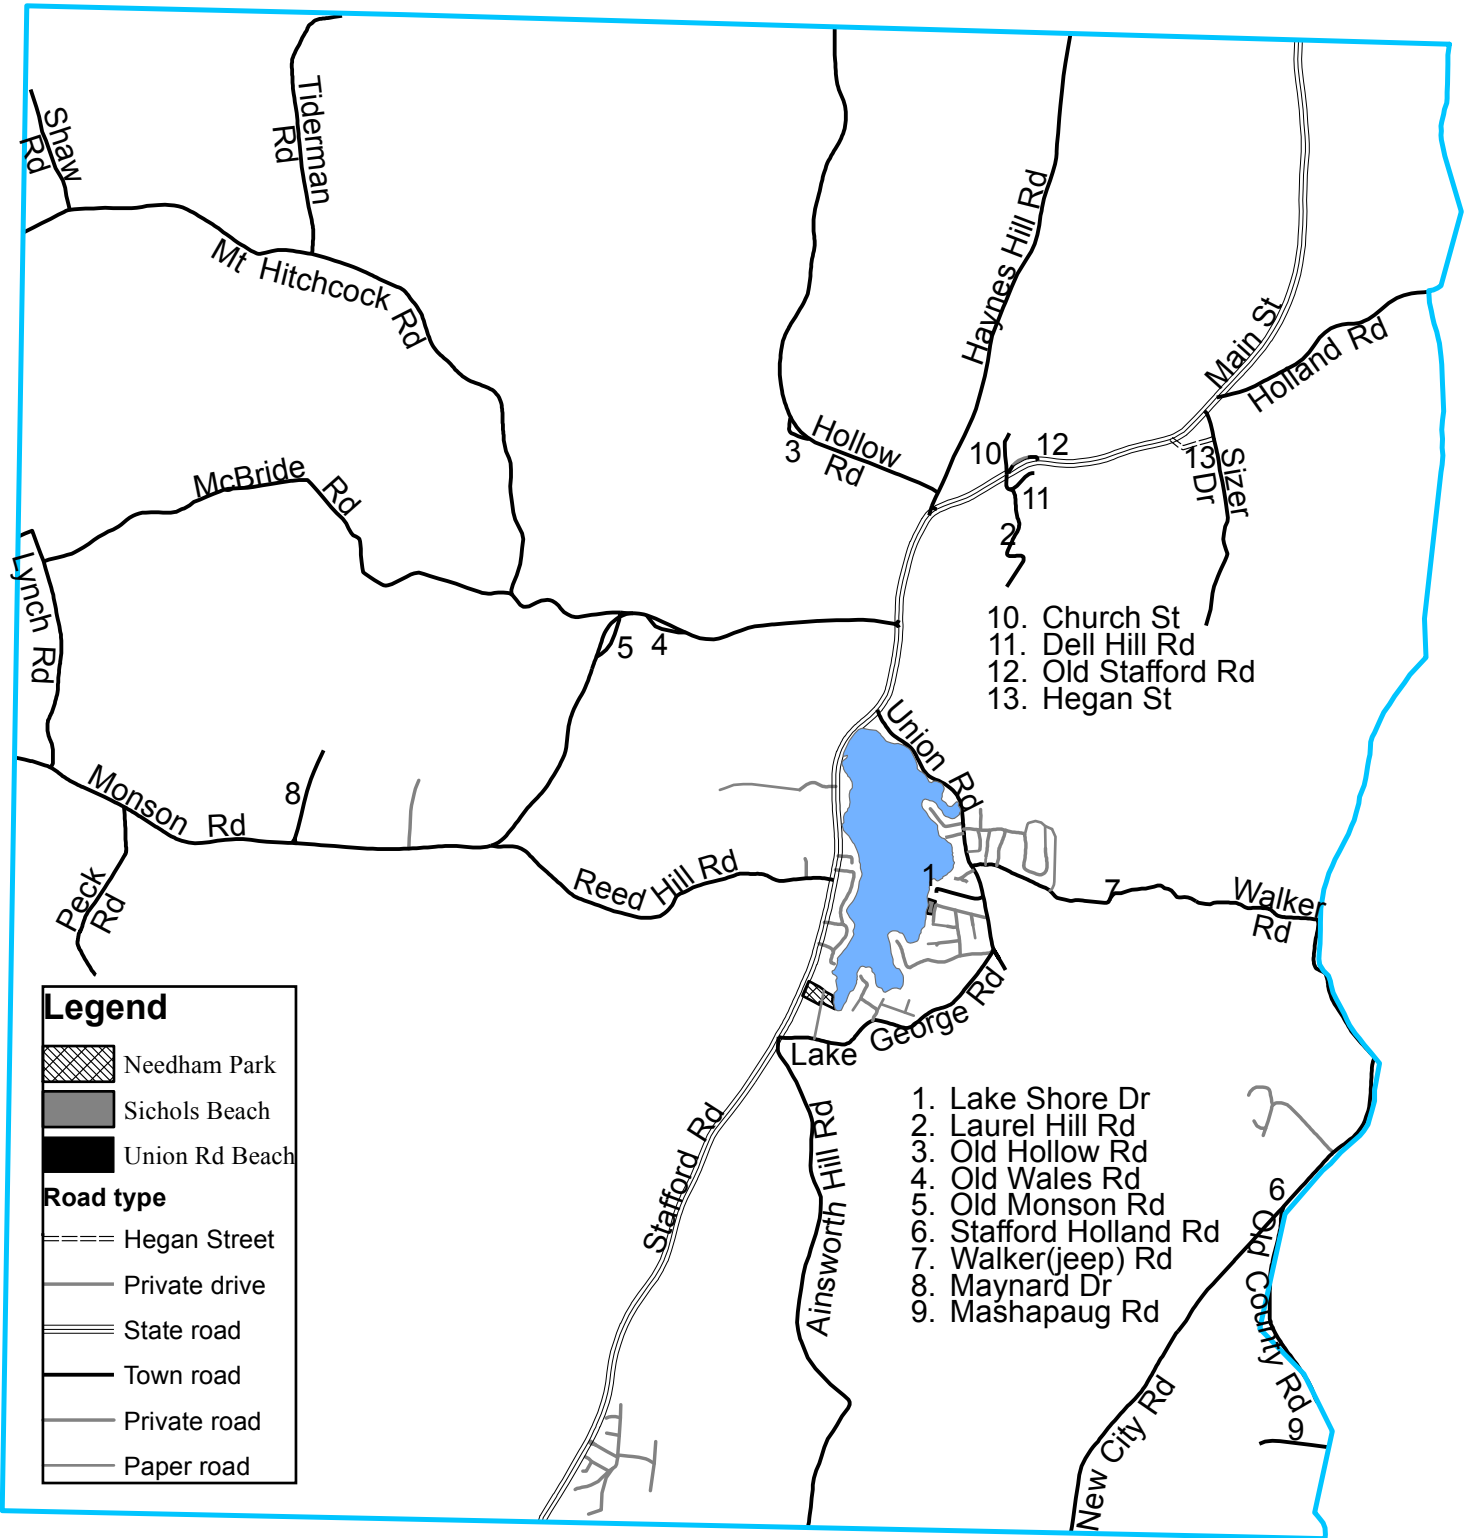 Shaw
Rd
Tiderman
Rd
Mt Hitchcock Rd
Haynes Hill Rd
Main St
Holland Rd
Hollow
Rd
3
10
12
11
2
13
Sizer
Dr
McBride Rd
Lynch Rd
5
4
10. Church St
11. Dell Hill Rd
12. Old Stafford Rd
13. Hegan St
Union Rd
Monson Rd
8
Peck
Rd
Reed Hill Rd
1
7
Walker
Rd
Lake George Rd
Stafford Rd
Ainsworth Hill Rd
1. Lake Shore Dr
2. Laurel Hill Rd
3. Old Hollow Rd
4. Old Wales Rd
5. Old Monson Rd
6. Stafford Holland Rd
7. Walker(jeep) Rd
8. Maynard Dr
9. Mashapaug Rd
6
Old County Rd
9
New City Rd
Legend
Needham Park
Sichols Beach
Union Rd Beach
Road type
Hegan Street
Private drive
State road
Town road
Private road
Paper road